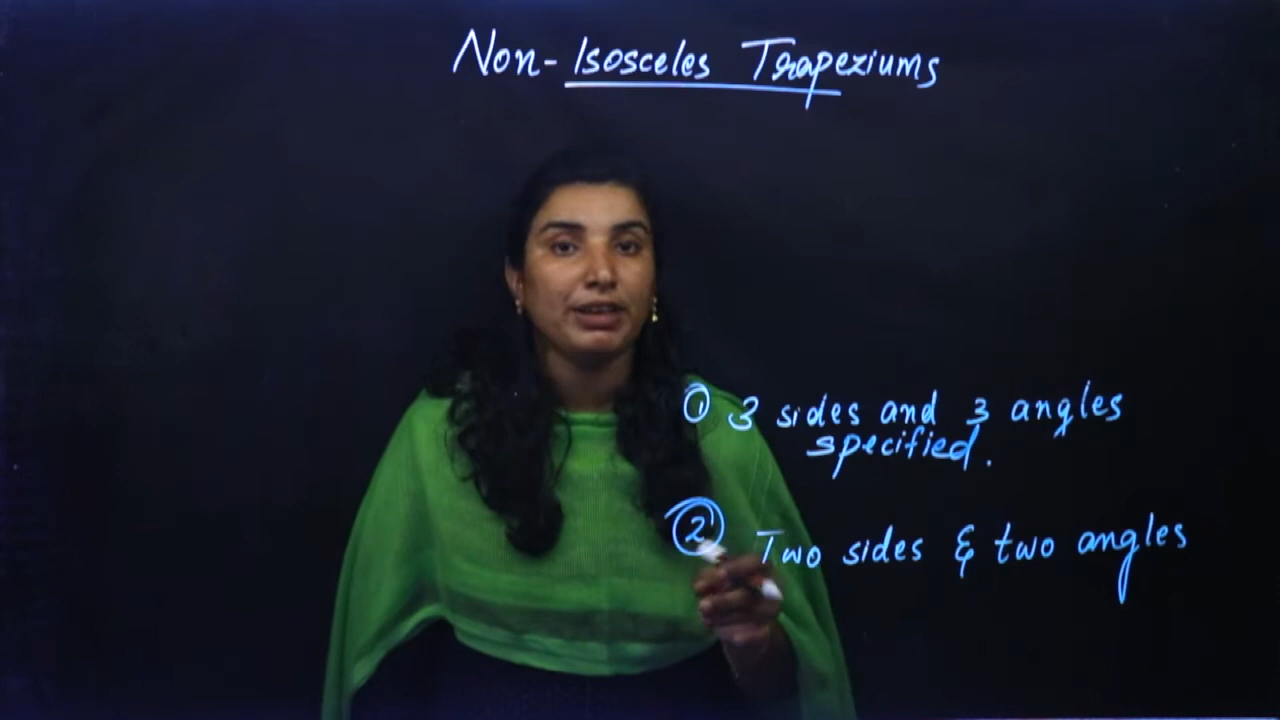 Non-Isosceles Trapeziums
① 3 sides and 3 angles
specified.
② Two sides & two angles